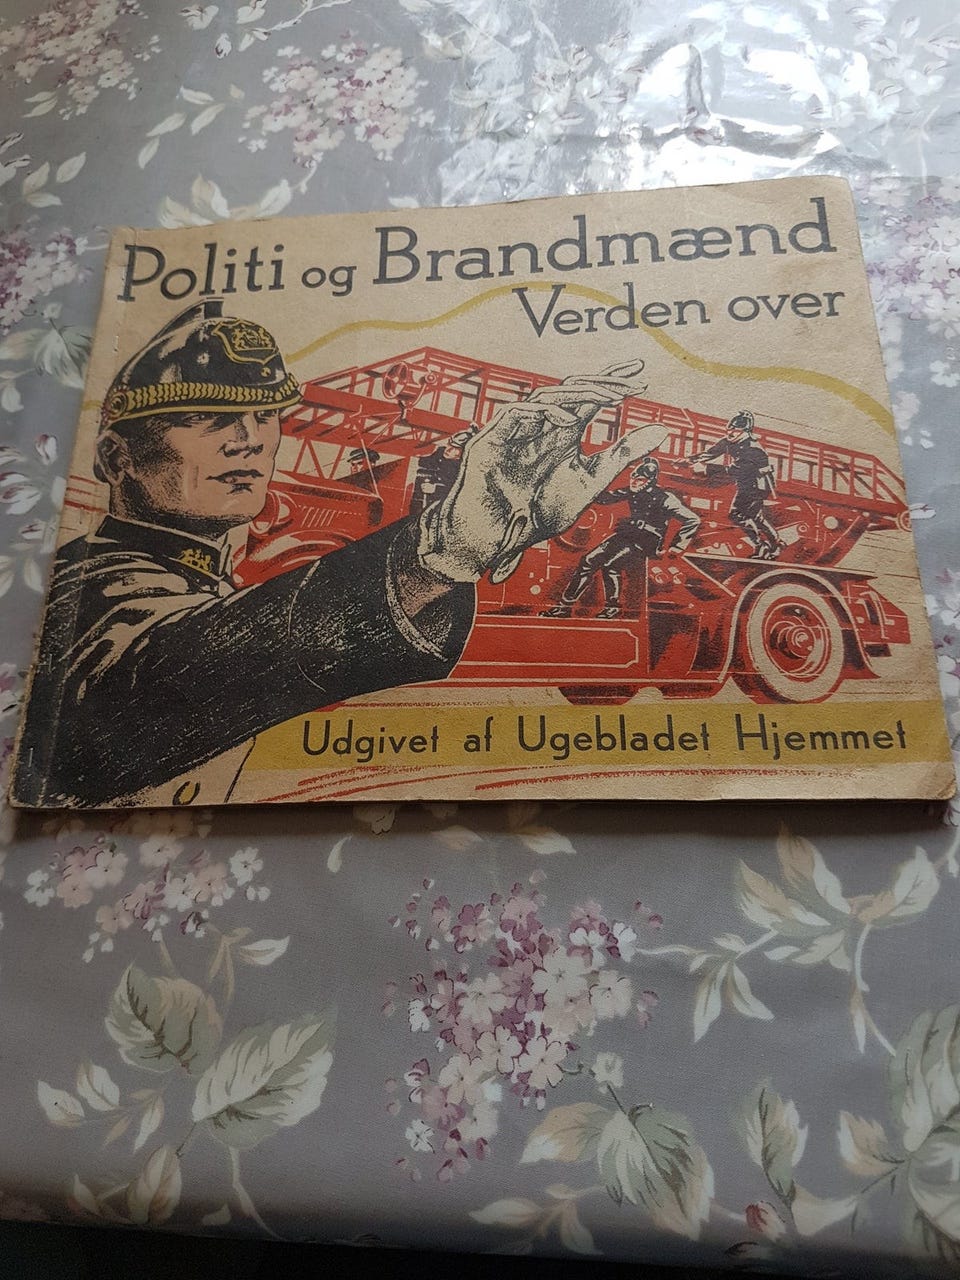 Politi og Brandmænd
Verden over
Udgivet af Ugebladet Hjemmet